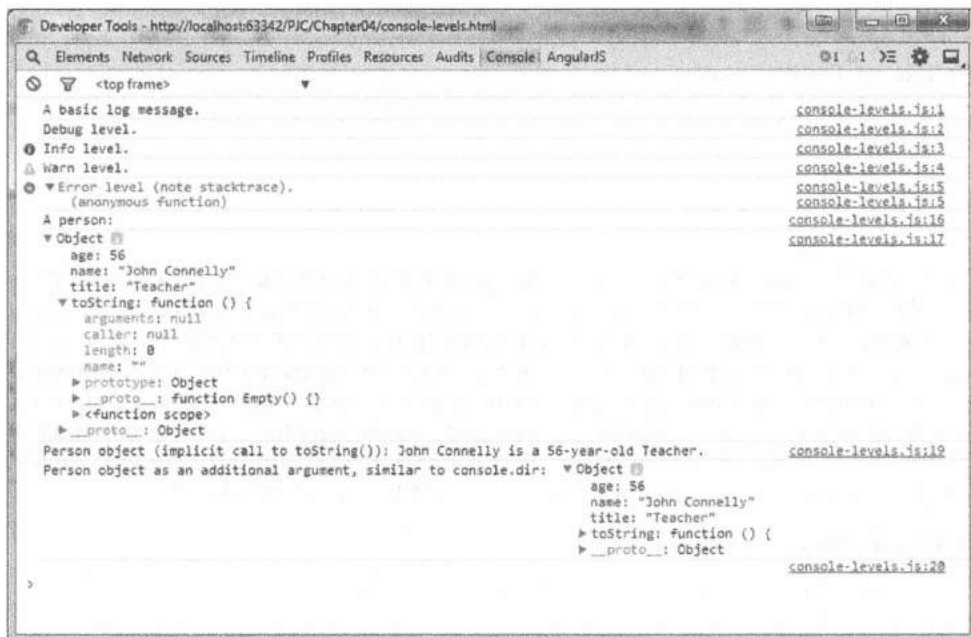 Developer Tools - http://localhost:63342/PJC/Chapter04/console-levels.html
Elements Network Sources Timeline Profiles Resources Audits Console AngularJS 1 1
<top frame> ▼
A basic log message. console-levels.js:1
Debug level. console-levels.js:2
Info level. console-levels.js:3
Warn level. console-levels.js:4
▼Error level (note stacktrace). console-levels.js:5
(anonymous function) console-levels.js:5
A person: console-levels.js:16
▼Object console-levels.js:17
age: 56
name: "John Connelly"
title: "Teacher"
▼toString: function () {
arguments: null
caller: null
length: 0
name: ""
▶prototype: Object
▶__proto__: function Empty() {}
▶<function scope>
▶__proto__: Object
Person object (implicit call to toString()): John Connelly is a 56-year-old Teacher. console-levels.js:19
Person object as an additional argument, similar to console.dir: ▼Object
age: 56
name: "John Connelly"
title: "Teacher"
▶toString: function () {
▶__proto__: Object
console-levels.js:20
>